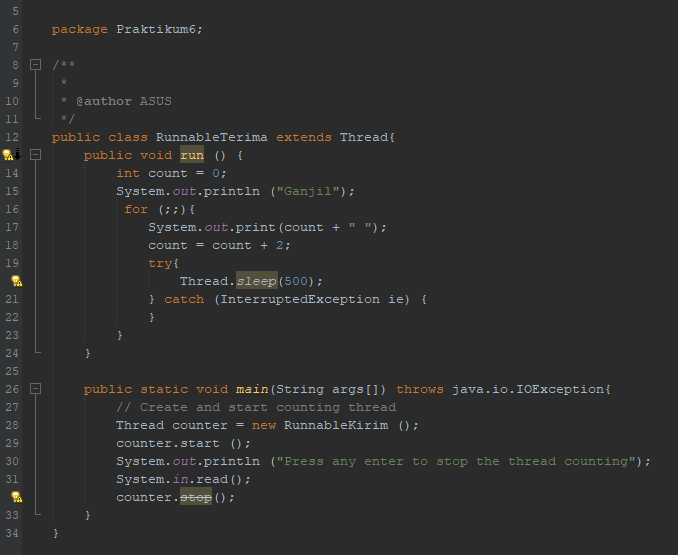 5
6 package Praktikum6;
7
8 /**
9 *
10 * @author ASUS
11 */
12 public class RunnableTerima extends Thread{
public void run () {
14 int count = 0;
15 System.out.println ("Ganjil");
16 for (;;){
17 System.out.print(count + " ");
18 count = count + 2;
19 try{
Thread.sleep(500);
21 } catch (InterruptedException ie) {
22 }
23 }
24 }
25
26 public static void main(String args[]) throws java.io.IOException{
27 // Create and start counting thread
28 Thread counter = new RunnableKirim ();
29 counter.start ();
30 System.out.println ("Press any enter to stop the thread counting");
31 System.in.read();
counter.stop();
33 }
34 }